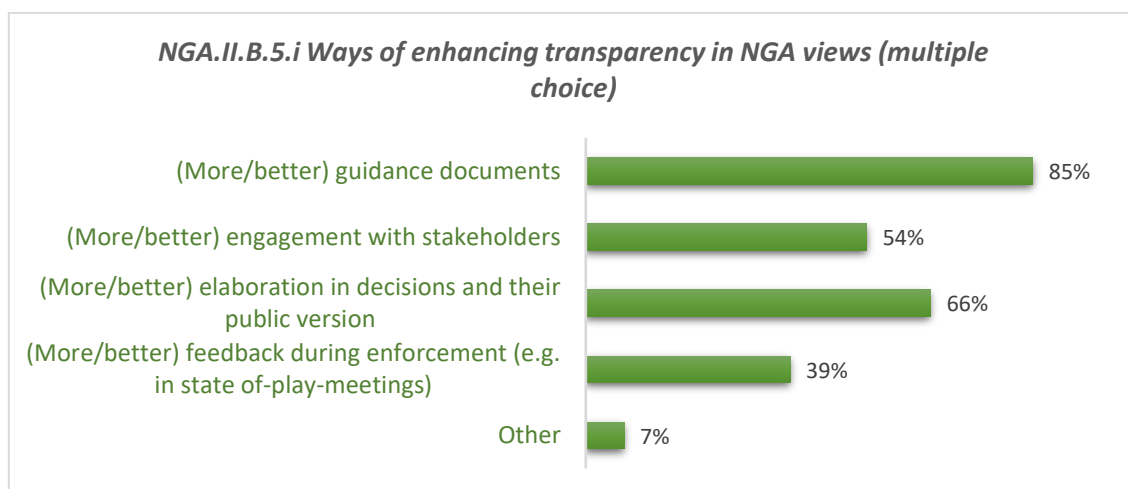 NGA.II.B.5.i Ways of enhancing transparency in NGA views (multiple
choice)
(More/better) guidance documents
85%
(More/better) engagement with stakeholders
54%
(More/better) elaboration in decisions and their
public version
66%
(More/better) feedback during enforcement (e.g.
in state of-play-meetings)
39%
Other
7%